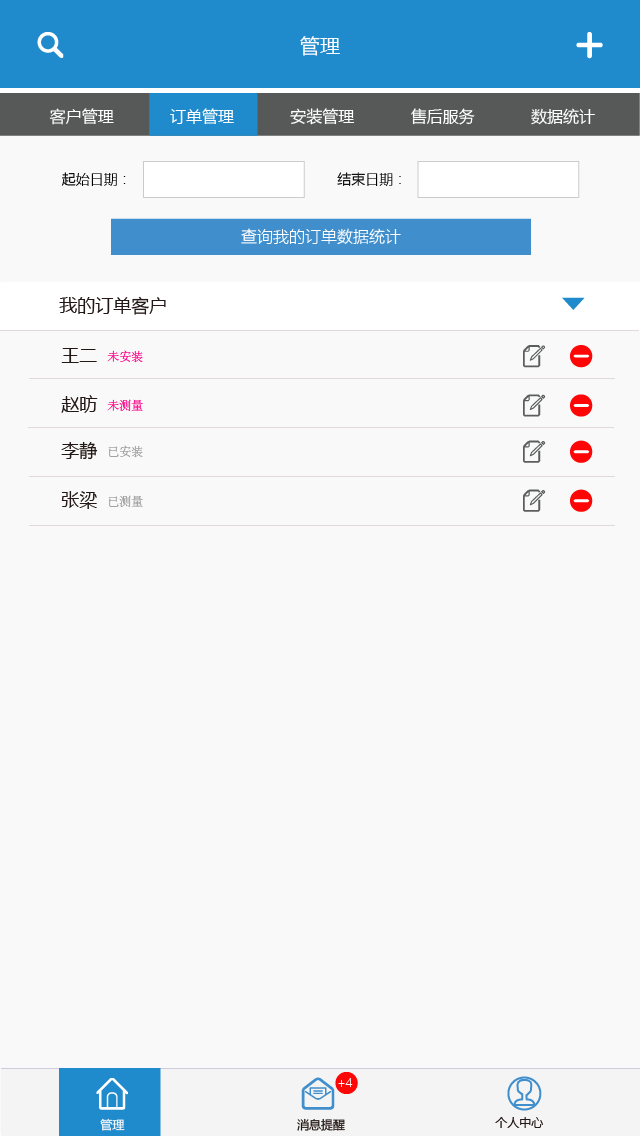 管理
客户管理 订单管理 安装管理 售后服务 数据统计
起始日期： 结束日期：
查询我的订单数据统计
我的订单客户
王二 未安装
赵昉 未测量
李静 已安装
张梁 已测量
+4
管理 消息提醒 个人中心